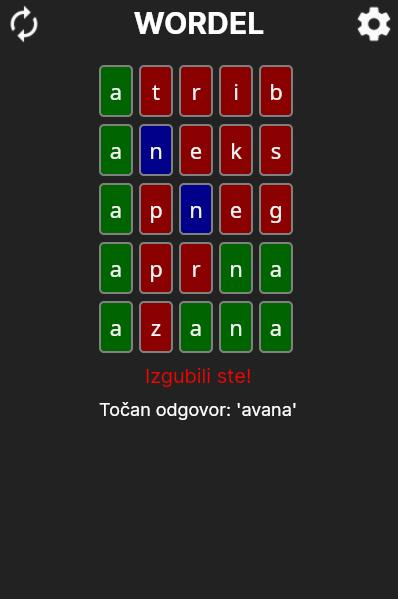 WORDEL
a t r i b
a n e k s
a p n e g
a p r n a
a z a n a
Izgubili ste!
Točan odgovor: 'avana'